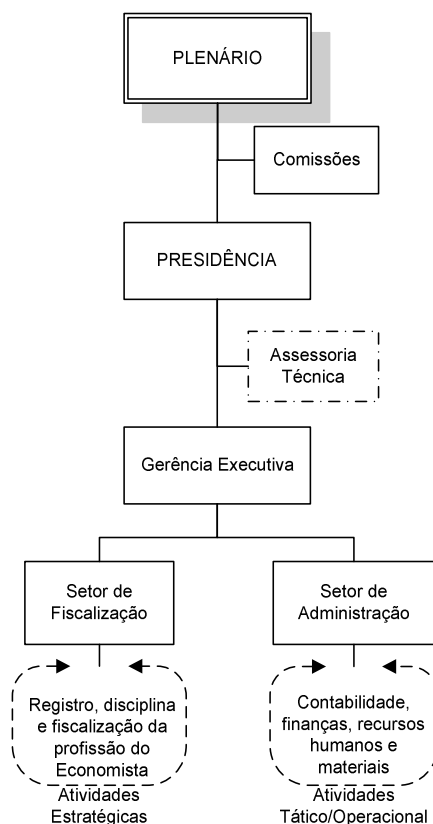 PLENÁRIO
Comissões
PRESIDÊNCIA
Assessoria
Técnica
Gerência Executiva
Setor de
Fiscalização
Setor de
Administração
Registro, disciplina
e fiscalização da
profissão do
Economista
Contabilidade,
finanças, recursos
humanos e
materiais
Atividades
Estratégicas
Atividades
Tático/Operacional